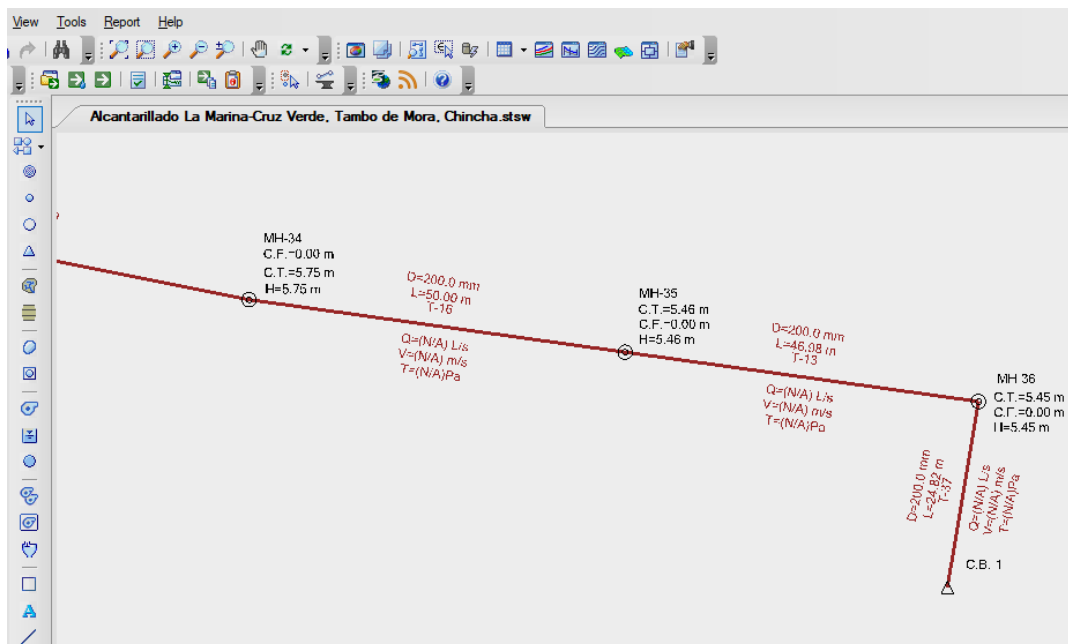 View Tools Report Help
Alcantarillado La Marina-Cruz Verde, Tambo de Mora, Chincha.stsw
MH-34
C.F.=0.00 m
C.T.=5.75 m
H=5.75 m
D=200.0 mm
L=50.00 m
T-16
Q=(N/A) L/s
V=(N/A) m/s
T=(N/A)Pa
MH-35
C.T.=5.46 m
C.F.=0.00 m
H=5.46 m
D=200.0 mm
L=46.98 m
T-13
Q=(N/A) L/s
V=(N/A) m/s
T=(N/A)Pa
MH 36
C.T.=5.45 m
C.F.=0.00 m
H=5.45 m
D=200.0 mm
L=24.82 m
T-37
Q=(N/A) L/s
V=(N/A) m/s
T=(N/A)Pa
C.B. 1